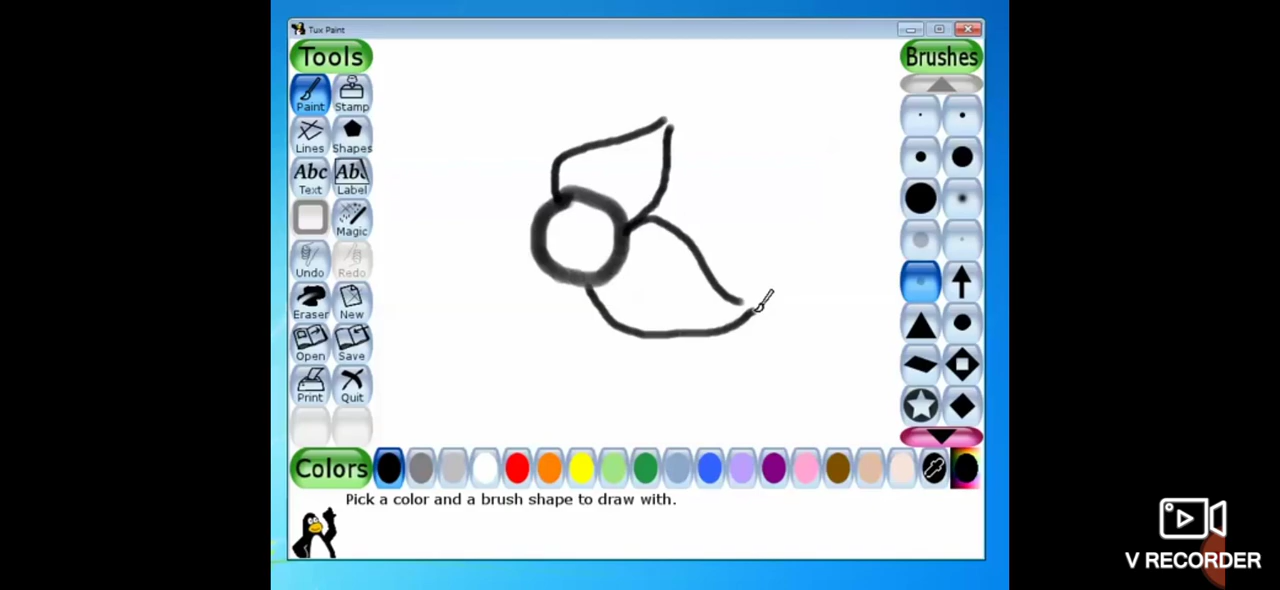 Tux Paint
Tools
Brushes
Paint Stamp
Lines Shapes
Abc Abc
Text Label
Magic
Undo Redo
Eraser New
Open Save
Print Quit
Colors
Pick a color and a brush shape to draw with.
V RECORDER